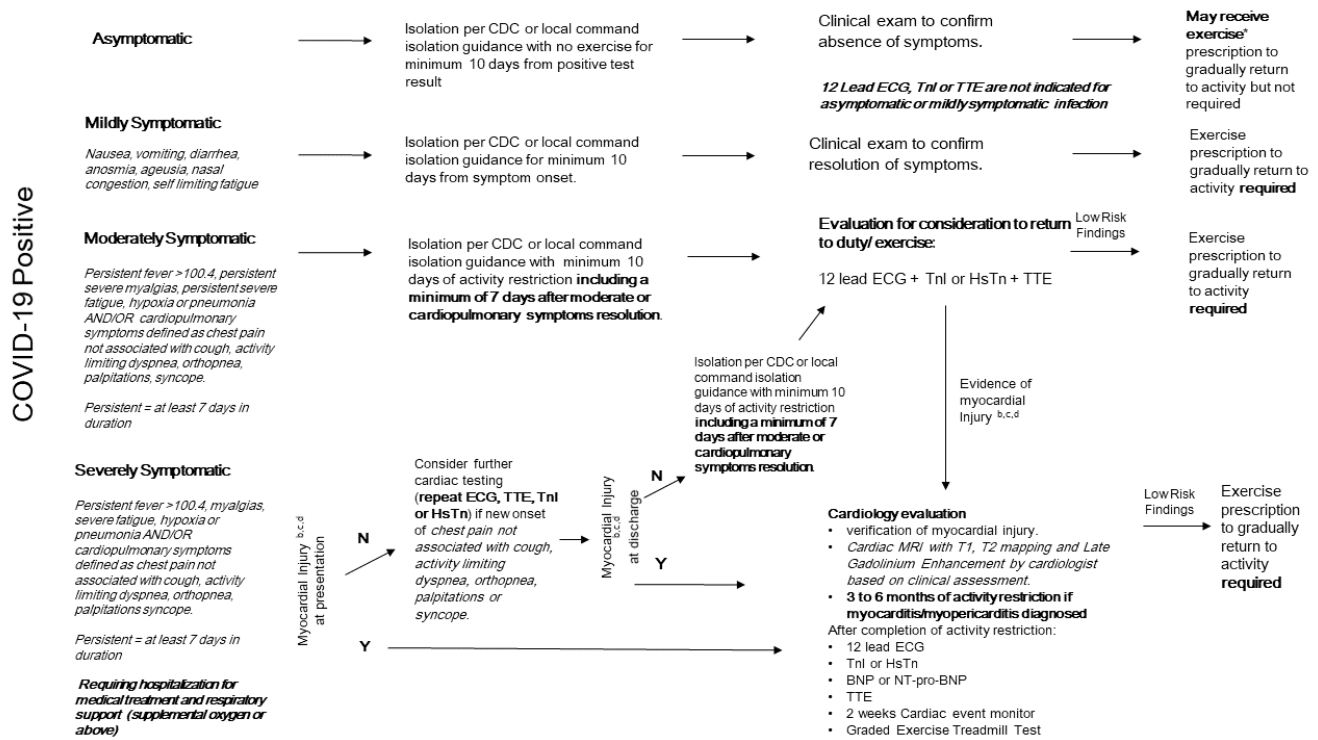 COVID-19 Positive
Asymptomatic
Isolation per CDC or local command
isolation guidance with no exercise for
minimum 10 days from positive test
result
Clinical exam to confirm
absence of symptoms.
12 Lead ECG, TnI or TTE are not indicated for
asymptomatic or mildly symptomatic infection
May receive
exercise*
prescription to
gradually return
to activity but not
required
Mildly Symptomatic
Nausea, vomiting, diarrhea,
anosmia, ageusia, nasal
congestion, self limiting fatigue
Isolation per CDC or local command
isolation guidance for minimum 10
days from symptom onset.
Clinical exam to confirm
resolution of symptoms.
Exercise
prescription to
gradually return to
activity required
Moderately Symptomatic
Persistent fever >100.4, persistent
severe myalgias, persistent severe
fatigue, hypoxia or pneumonia
AND/OR cardiopulmonary
symptoms defined as chest pain
not associated with cough, activity
limiting dyspnea, orthopnea,
palpitations, syncope.
Persistent = at least 7 days in
duration
Isolation per CDC or local command
isolation guidance with minimum 10
days of activity restriction including a
minimum of 7 days after moderate or
cardiopulmonary symptoms resolution.
Evaluation for consideration to return
to duty/ exercise:
12 lead ECG + TnI or HsTn + TTE
Low Risk
Findings
Exercise
prescription to
gradually return
to activity
required
Isolation per CDC or local
command isolation
guidance with minimum 10
days of activity restriction
including a minimum of 7
days after moderate or
cardiopulmonary
symptoms resolution.
Evidence of
myocardial
Injury b,c,d
Severely Symptomatic
Persistent fever >100.4, myalgias,
severe fatigue, hypoxia or
pneumonia AND/OR
cardiopulmonary symptoms
defined as chest pain not
associated with cough, activity
limiting dyspnea, orthopnea,
palpitations syncope.
Persistent = at least 7 days in
duration
Requiring hospitalization for
medical treatment and respiratory
support (supplemental oxygen or
above)
Myocardial Injury b,c,d
at presentation
N
Y
Consider further
cardiac testing
(repeat ECG, TTE, TnI
or HsTn) if new onset
of chest pain not
associated with cough,
activity limiting
dyspnea, orthopnea,
palpitations or
syncope.
Myocardial Injury
b,c,d
at discharge
N
Y
Cardiology evaluation
• verification of myocardial injury.
• Cardiac MRI with T1, T2 mapping and Late
Gadolinium Enhancement by cardiologist
based on clinical assessment.
• 3 to 6 months of activity restriction if
myocarditis/myopericarditis diagnosed
After completion of activity restriction:
• 12 lead ECG
• TnI or HsTn
• BNP or NT-pro-BNP
• TTE
• 2 weeks Cardiac event monitor
• Graded Exercise Treadmill Test
Low Risk
Findings
Exercise
prescription
to gradually
return to
activity
required